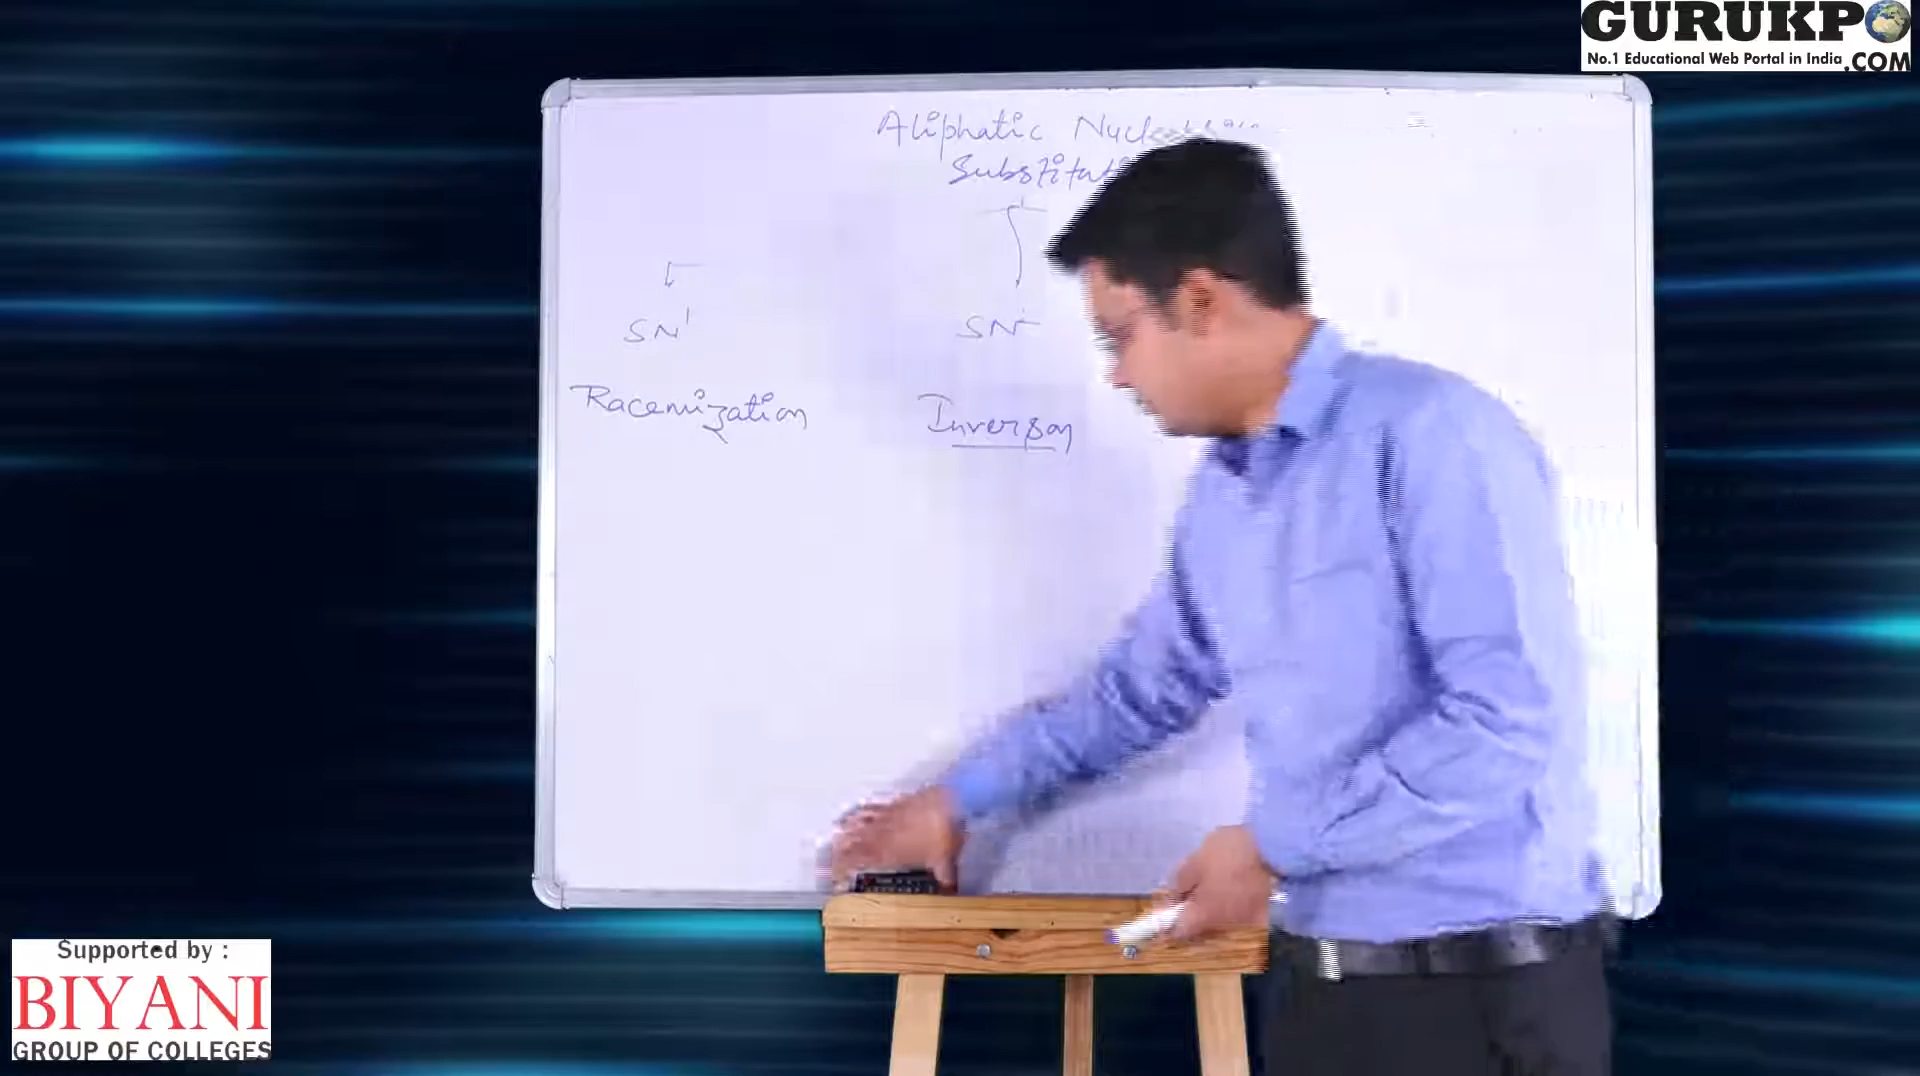 GURUKPO
No.1 Educational Web Portal in India .COM
Aliphatic
SN1 SN2
Racemization Inverson
Supported by :
BIYANI
GROUP OF COLLEGES